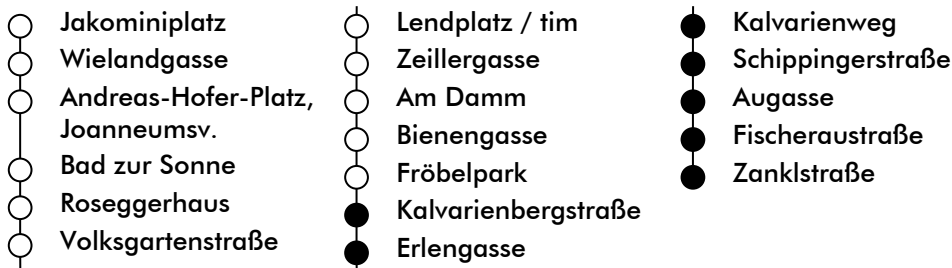 Jakominiplatz
Wielandgasse
Andreas-Hofer-Platz,
Joanneumsv.
Bad zur Sonne
Roseggerhaus
Volksgartenstraße
Lendplatz / tim
Zeillergasse
Am Damm
Bienengasse
Fröbelpark
Kalvarienbergstraße
Erlengasse
Kalvarienweg
Schippingerstraße
Augasse
Fischeraustraße
Zanklstraße